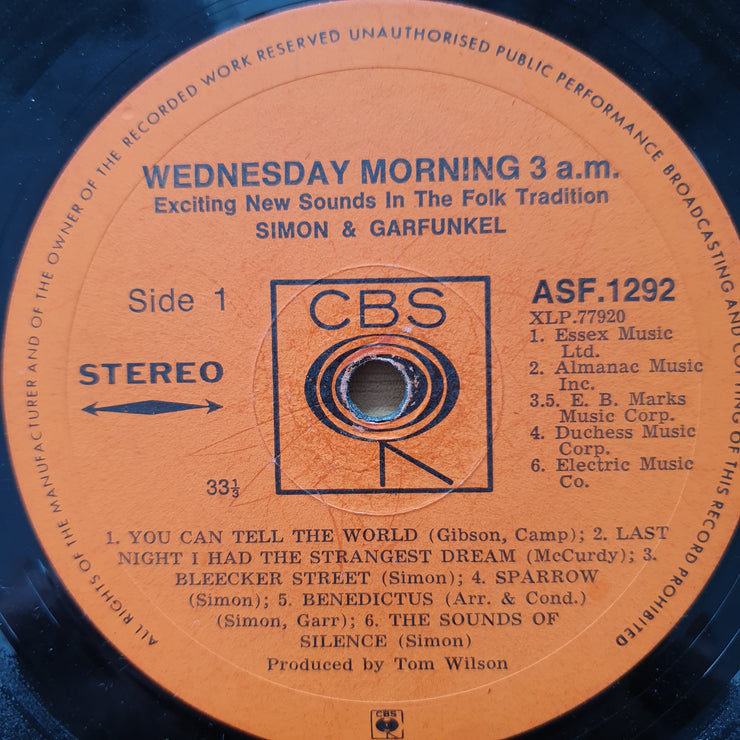 ALL RIGHTS OF THE MANUFACTURER AND OF THE OWNER OF THE RECORDED WORK RESERVED UNAUTHORISED PUBLIC PERFORMANCE BROADCASTING AND COPYING OF THIS RECORD PROHIBITED
WEDNESDAY MORNING 3 a.m.
Exciting New Sounds In The Folk Tradition
SIMON & GARFUNKEL
Side 1
STEREO
33⅓
CBS
ASF.1292
XLP.77920
1. Essex Music
Ltd.
2. Almanac Music
Inc.
3.5. E. B. Marks
Music Corp.
4. Duchess Music
Corp.
6. Electric Music
Co.
1. YOU CAN TELL THE WORLD (Gibson, Camp); 2. LAST
NIGHT I HAD THE STRANGEST DREAM (McCurdy); 3.
BLEECKER STREET (Simon); 4. SPARROW
(Simon); 5. BENEDICTUS (Arr. & Cond.)
(Simon, Garr); 6. THE SOUNDS OF
SILENCE (Simon)
Produced by Tom Wilson
CBS